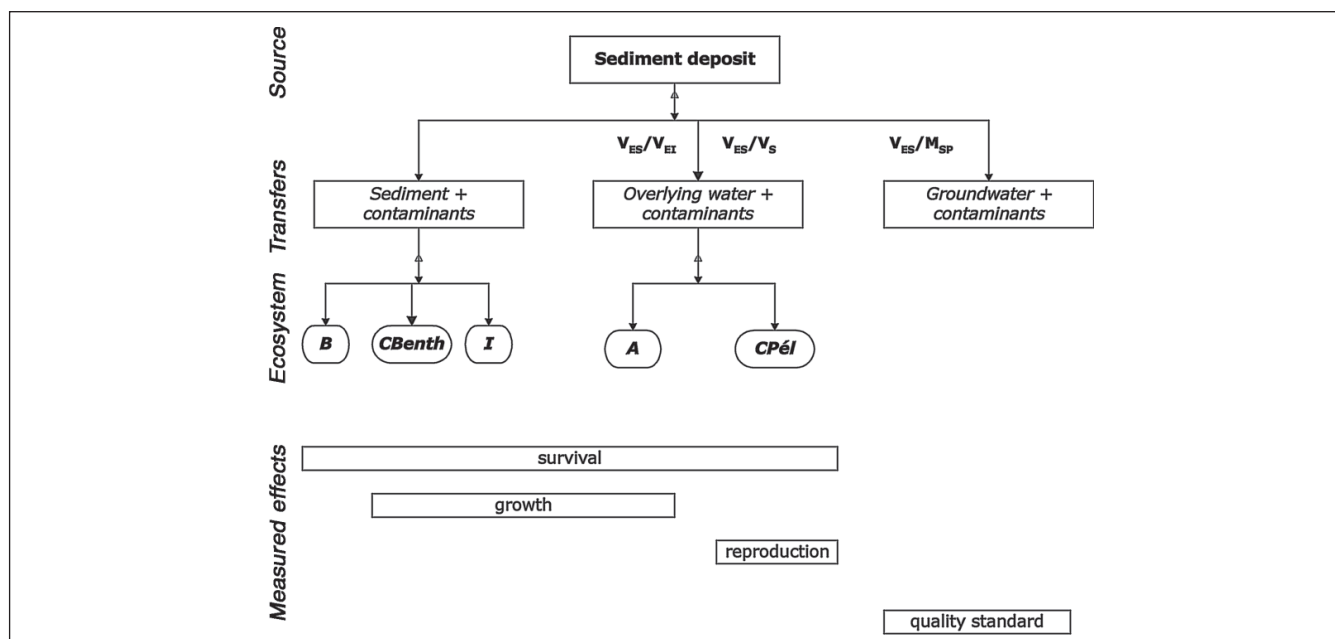 Source
Sediment deposit
V_ES/V_EI
V_ES/V_S
V_ES/M_SP
Transfers
Sediment +
contaminants
Overlying water +
contaminants
Groundwater +
contaminants
Ecosystem
B
CBenth
I
A
CPél
Measured effects
survival
growth
reproduction
quality standard